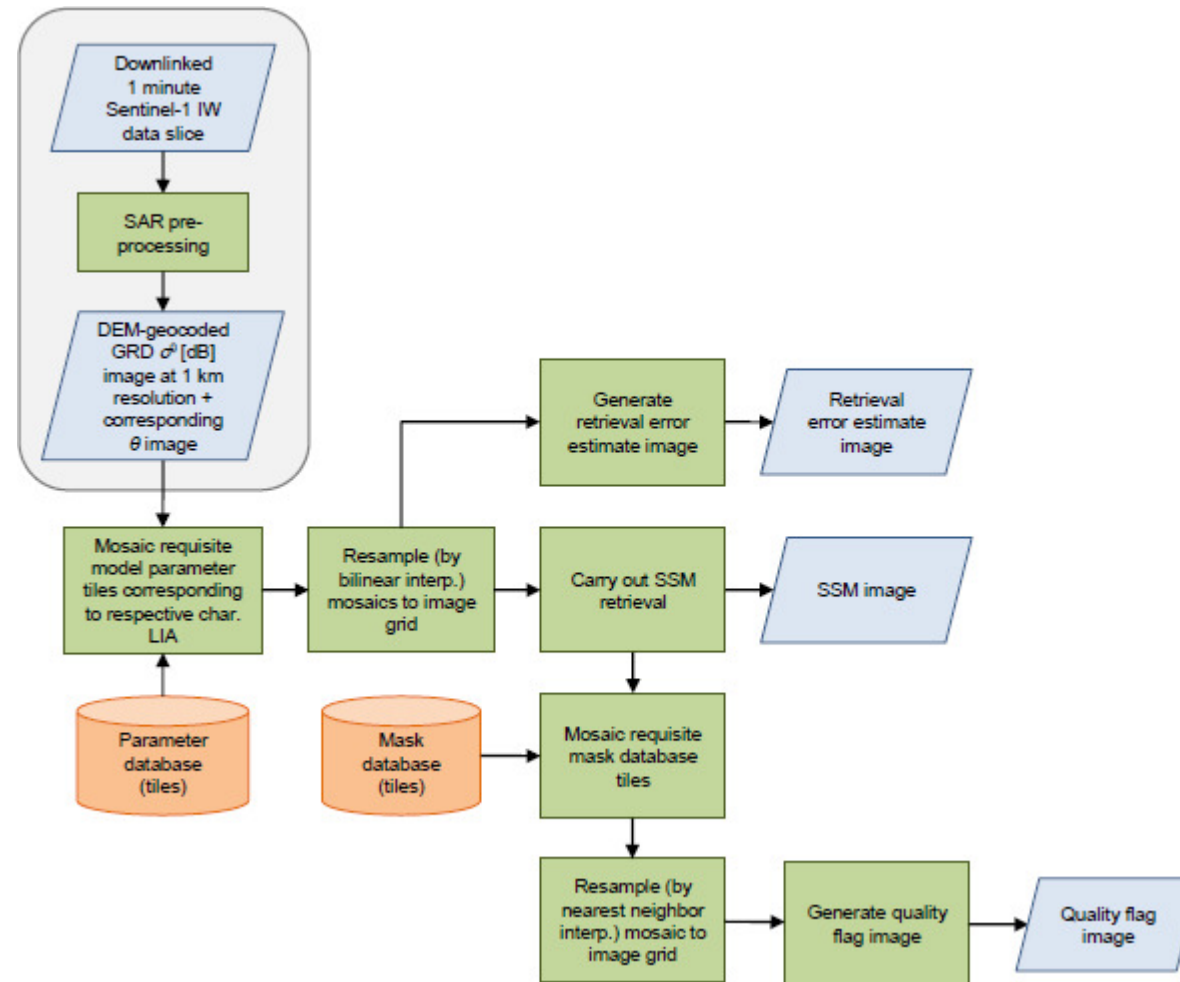 Downlinked
1 minute
Sentinel-1 IW
data slice
SAR pre-
processing
DEM-geocoded
GRD σ⁰ [dB]
image at 1 km
resolution +
corresponding
θ image
Generate
retrieval error
estimate image
Retrieval
error estimate
image
Mosaic requisite
model parameter
tiles corresponding
to respective char.
LIA
Resample (by
bilinear interp.)
mosaics to image
grid
Carry out SSM
retrieval
SSM image
Parameter
database
(tiles)
Mask
database
(tiles)
Mosaic requisite
mask database
tiles
Resample (by
nearest neighbor
interp.) mosaic to
image grid
Generate quality
flag image
Quality flag
image